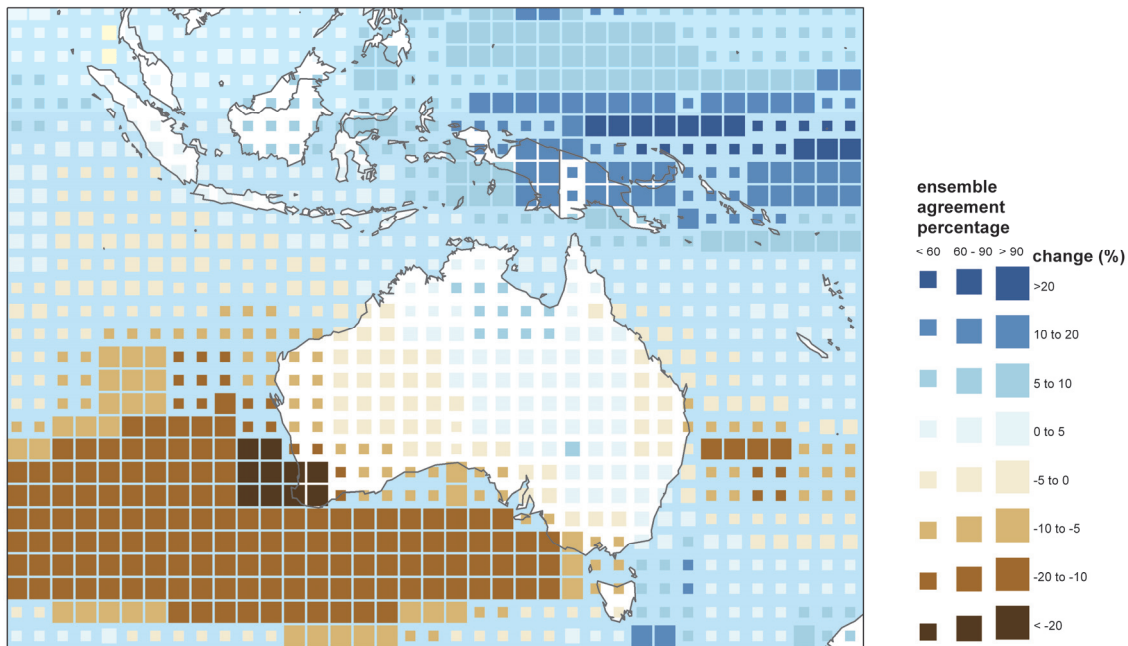 ensemble
agreement
percentage
< 60 60 - 90 > 90 change (%)
>20
10 to 20
5 to 10
0 to 5
-5 to 0
-10 to -5
-20 to -10
< -20